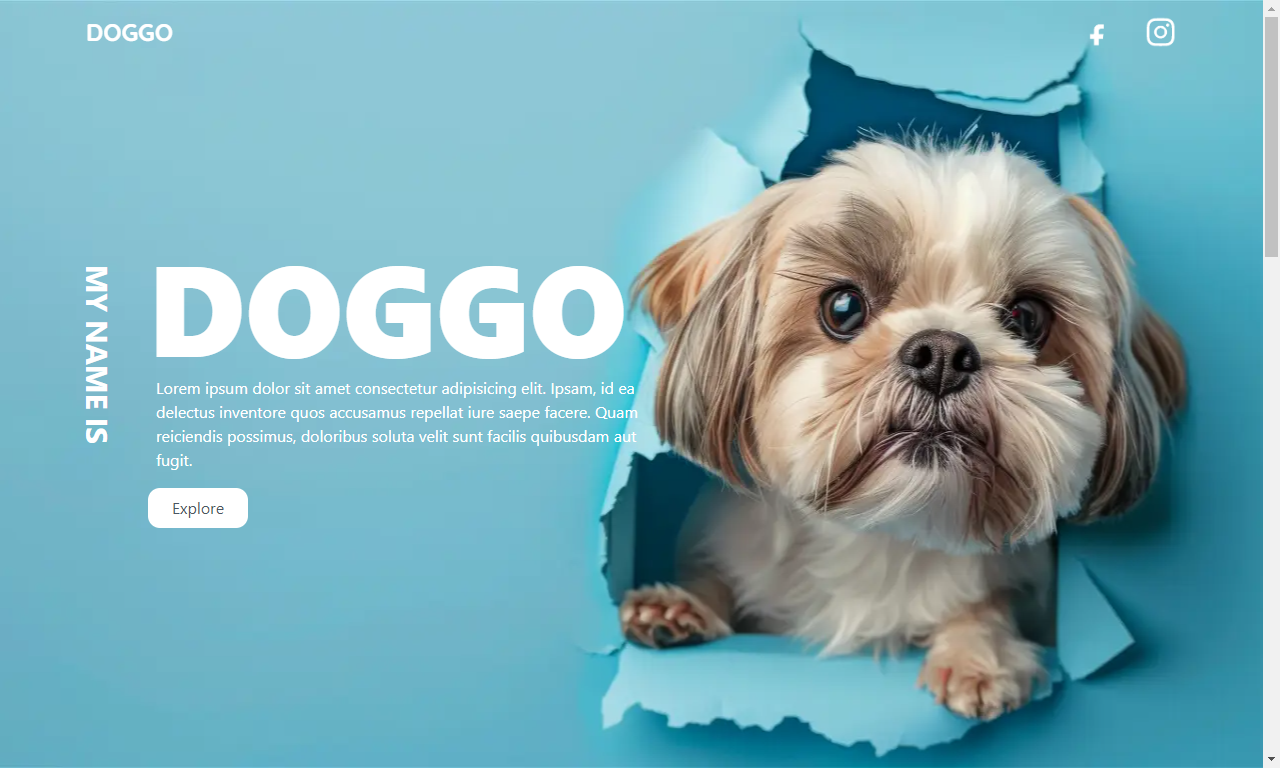 DOGGO
MY NAME IS
DOGGO
Lorem ipsum dolor sit amet consectetur adipisicing elit. Ipsam, id ea
delectus inventore quos accusamus repellat iure saepe facere. Quam
reiciendis possimus, doloribus soluta velit sunt facilis quibusdam aut
fugit.
Explore